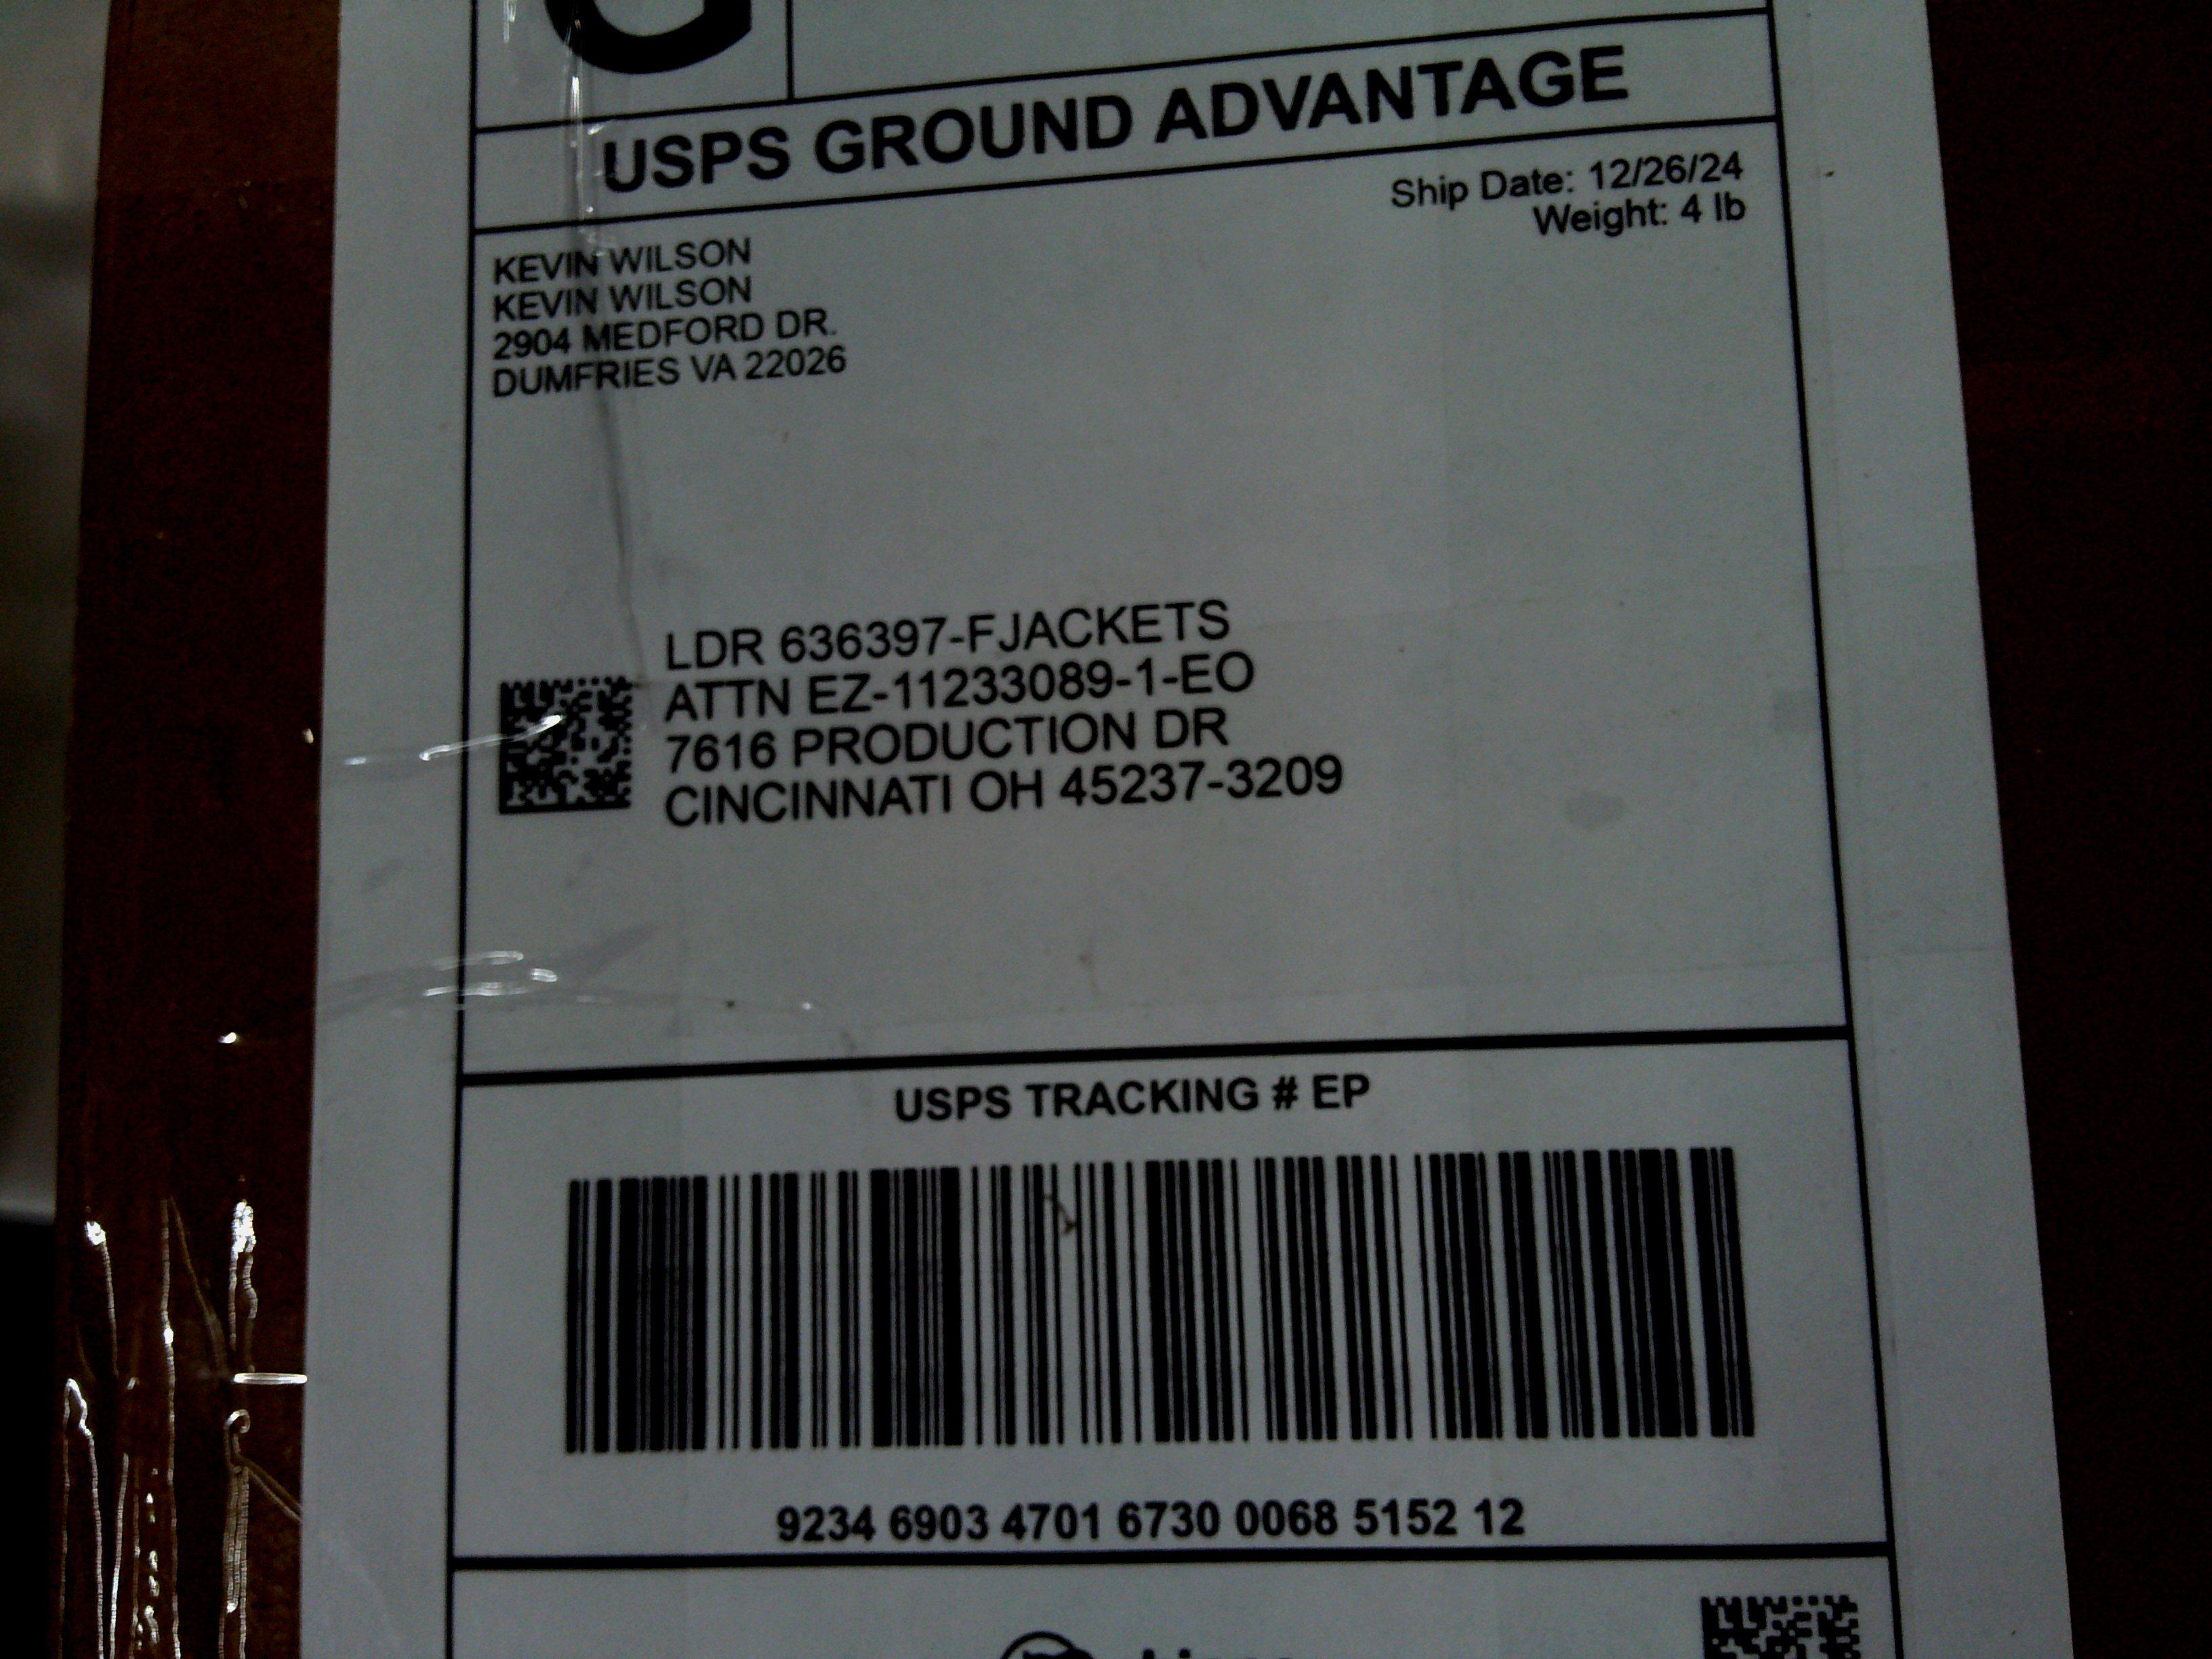 USPS GROUND ADVANTAGE
Ship Date: 12/26/24
Weight: 4 lb
KEVIN WILSON
KEVIN WILSON
2904 MEDFORD DR.
DUMFRIES VA 22026
LDR 636397-FJACKETS
ATTN EZ-11233089-1-EO
7616 PRODUCTION DR
CINCINNATI OH 45237-3209
USPS TRACKING # EP
9234 6903 4701 6730 0068 5152 12